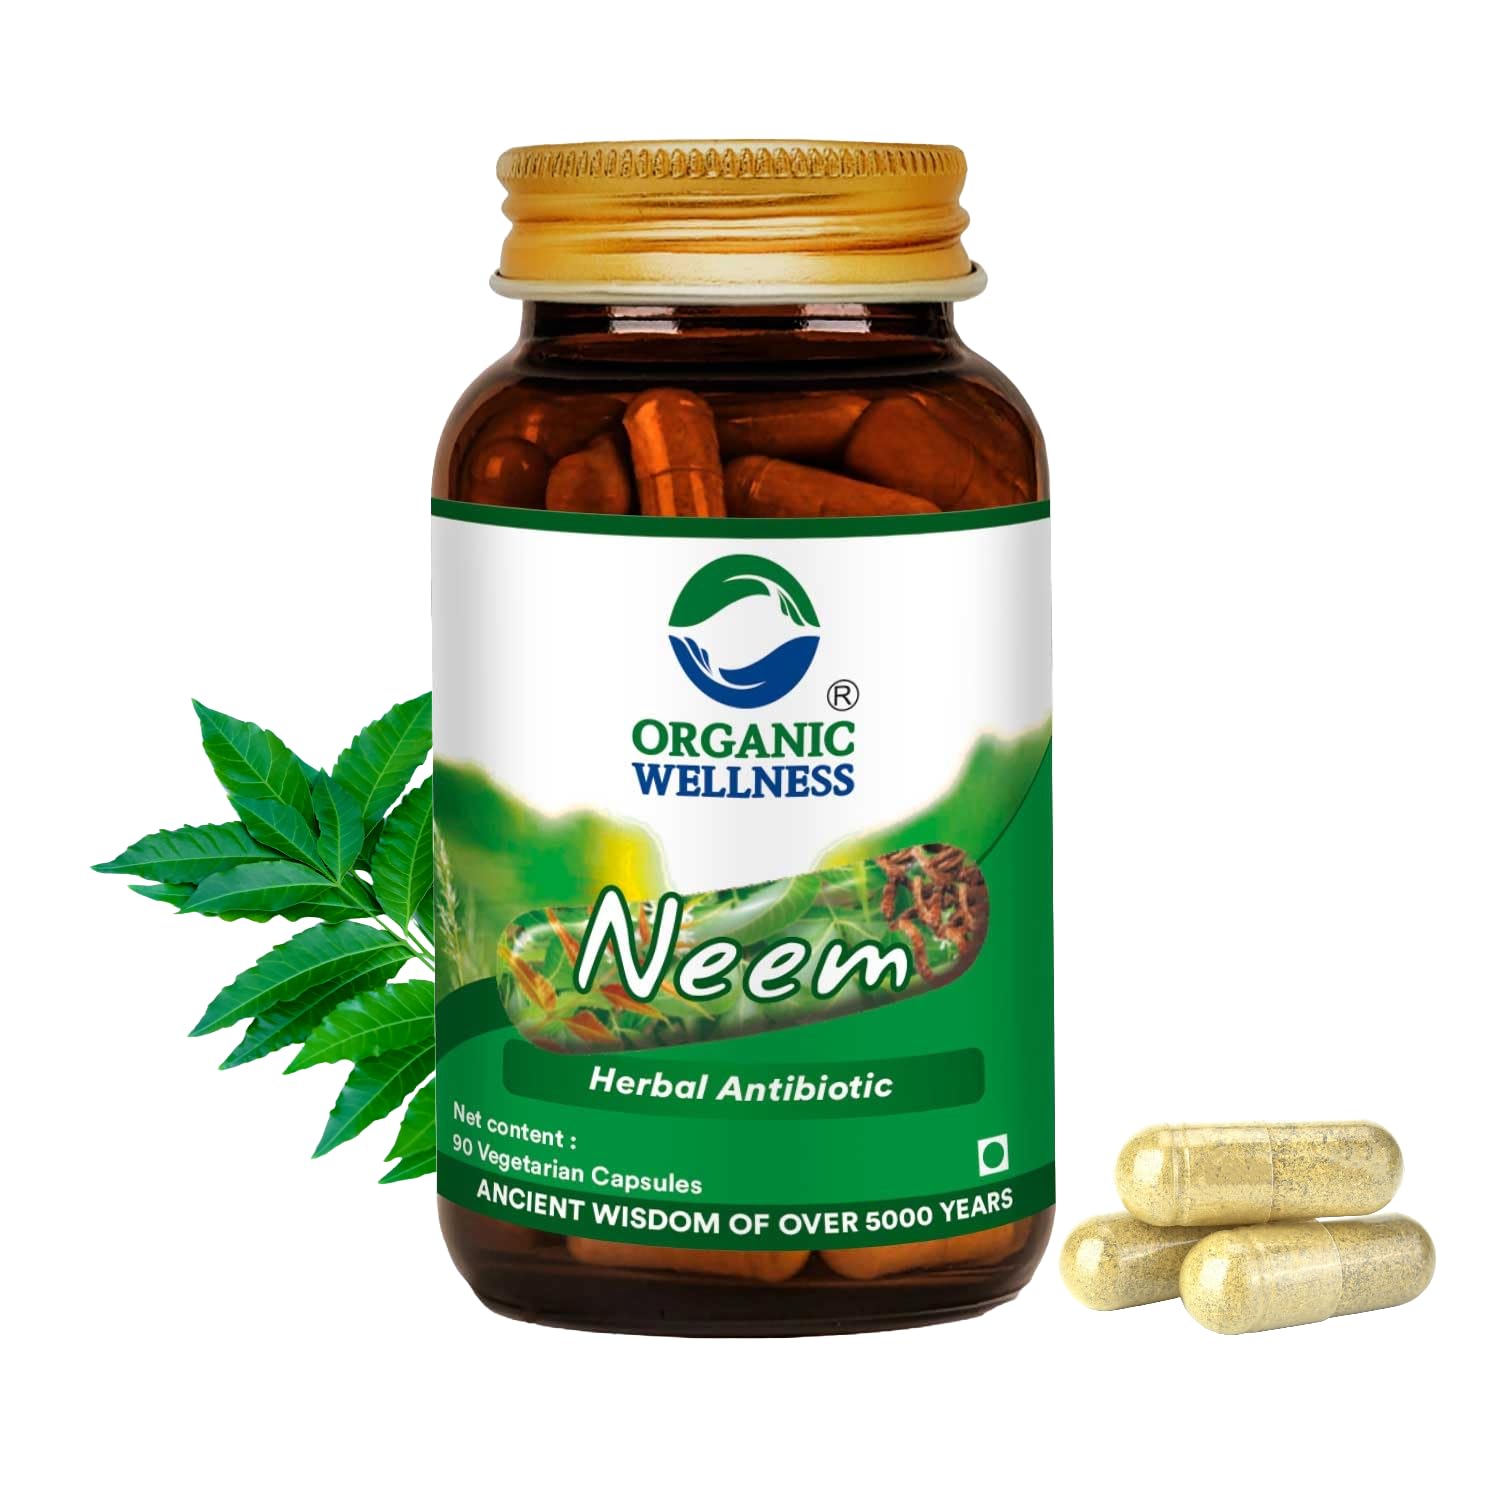 ®
ORGANIC
WELLNESS
Neem
Herbal Antibiotic
Net content :
90 Vegetarian Capsules
ANCIENT WISDOM OF OVER 5000 YEARS